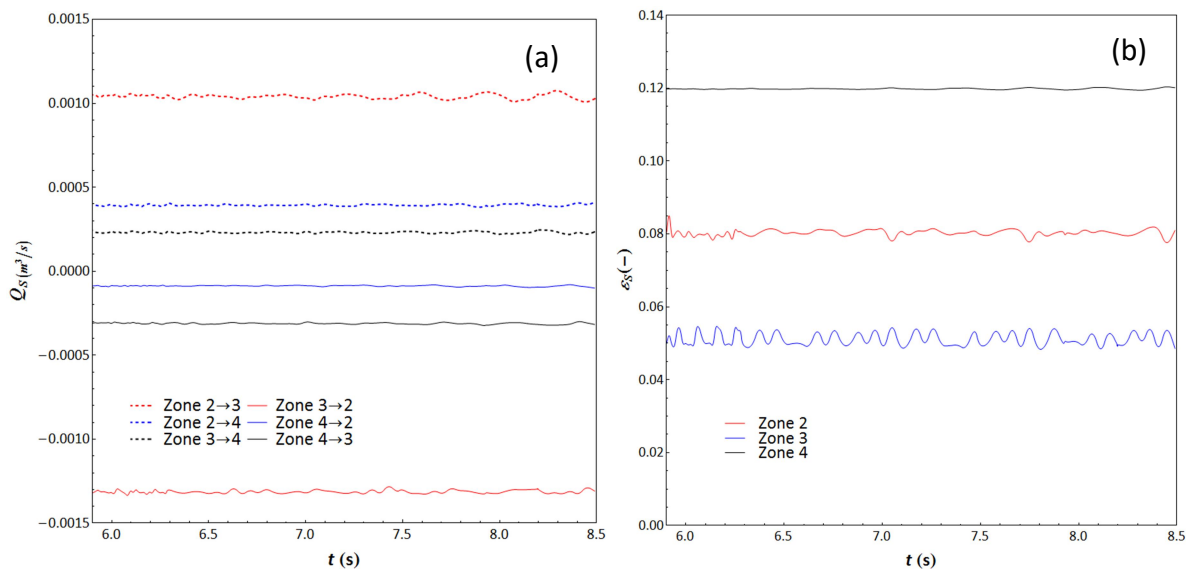 (a)
0.0015
0.0010
0.0005
0.0000
−0.0005
−0.0010
−0.0015
Q_S (m³/s)
Zone 2→3 Zone 3→2
Zone 2→4 Zone 4→2
Zone 3→4 Zone 4→3
6.0 6.5 7.0 7.5 8.0 8.5
t (s)
(b)
0.14
0.12
0.10
0.08
0.06
0.04
0.02
0.00
ε_S(−)
Zone 2
Zone 3
Zone 4
6.0 6.5 7.0 7.5 8.0 8.5
t (s)